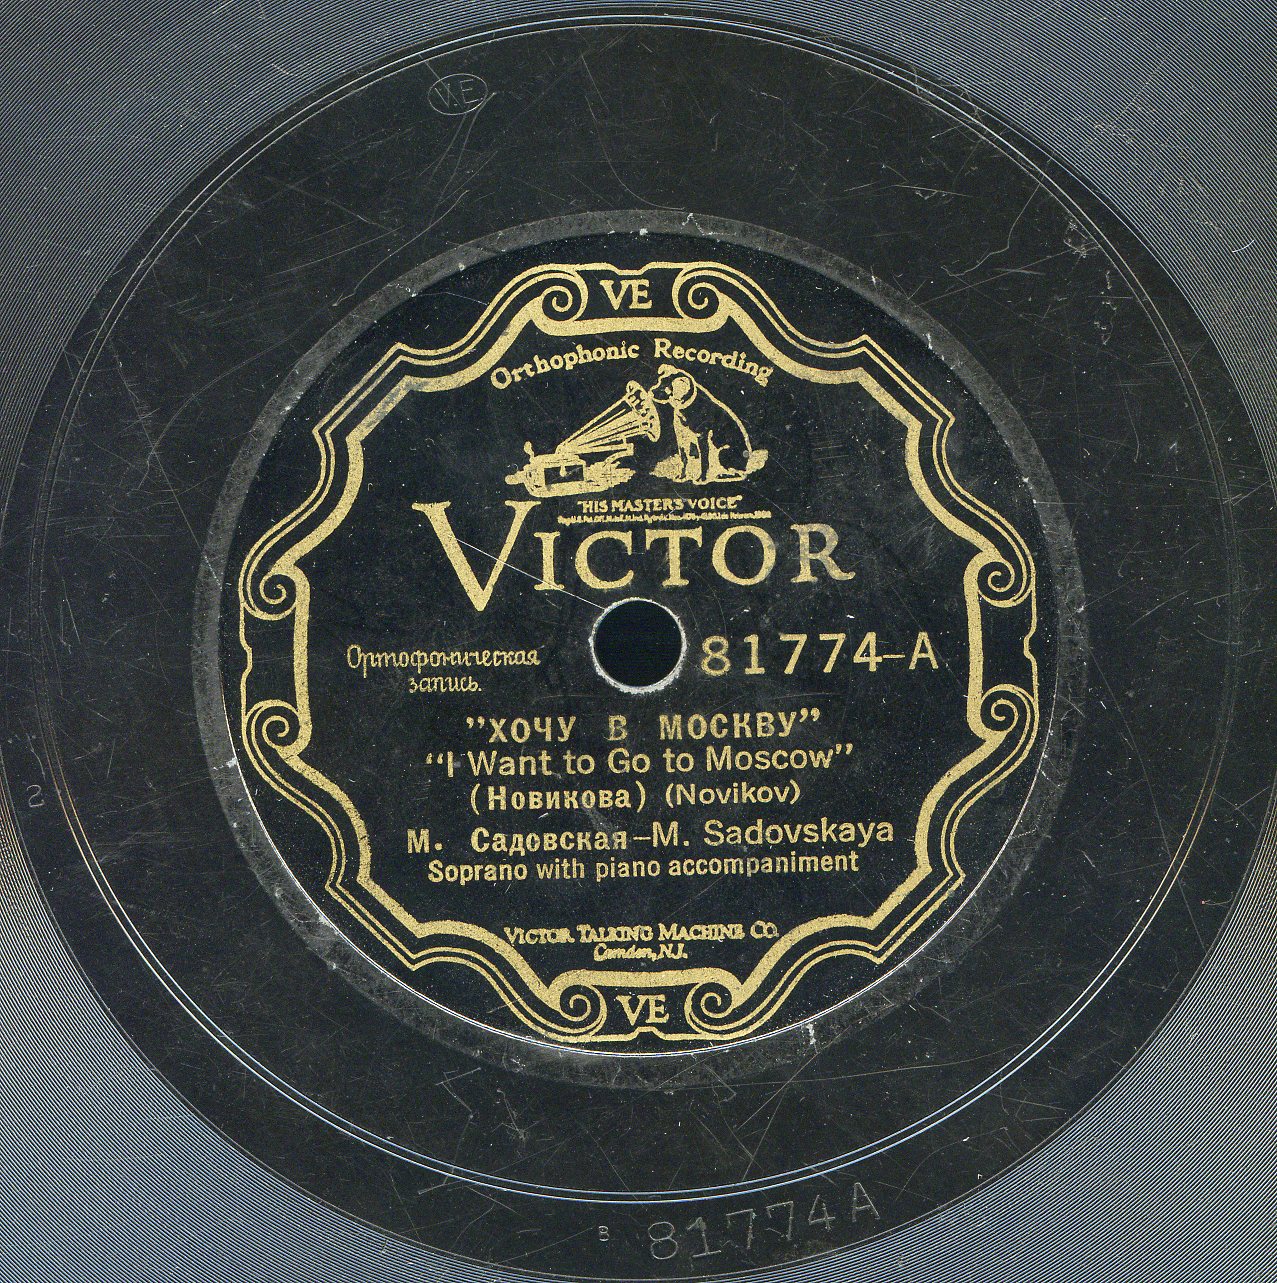 V.E
VE
Orthophonic Recording
"HIS MASTER'S VOICE"
VICTOR
Ортофоническая
запись.
81774-A
"ХОЧУ В МОСКВУ"
"I Want to Go to Moscow"
(Новикова) (Novikov)
М. Садовская-M. Sadovskaya
Soprano with piano accompaniment
VICTOR TALKING MACHINE CO.
Camden, N.J.
VE
2
B 81774A